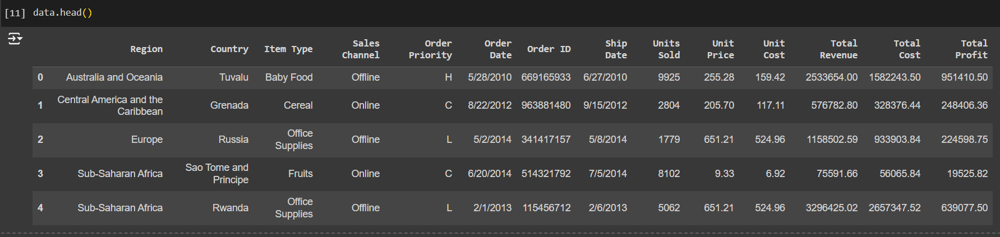 [11] data.head()
Region Country Item Type Sales Channel Order Priority Order Date Order ID Ship Date Units Sold Unit Price Unit Cost Total Revenue Total Cost Total Profit
0 Australia and Oceania Tuvalu Baby Food Offline H 5/28/2010 669165933 6/27/2010 9925 255.28 159.42 2533654.00 1582243.50 951410.50
1 Central America and the Caribbean Grenada Cereal Online C 8/22/2012 963881480 9/15/2012 2804 205.70 117.11 576782.80 328376.44 248406.36
2 Europe Russia Office Supplies Offline L 5/2/2014 341417157 5/8/2014 1779 651.21 524.96 1158502.59 933903.84 224598.75
3 Sub-Saharan Africa Sao Tome and Principe Fruits Online C 6/20/2014 514321792 7/5/2014 8102 9.33 6.92 75591.66 56065.84 19525.82
4 Sub-Saharan Africa Rwanda Office Supplies Offline L 2/1/2013 115456712 2/6/2013 5062 651.21 524.96 3296425.02 2657347.52 639077.50